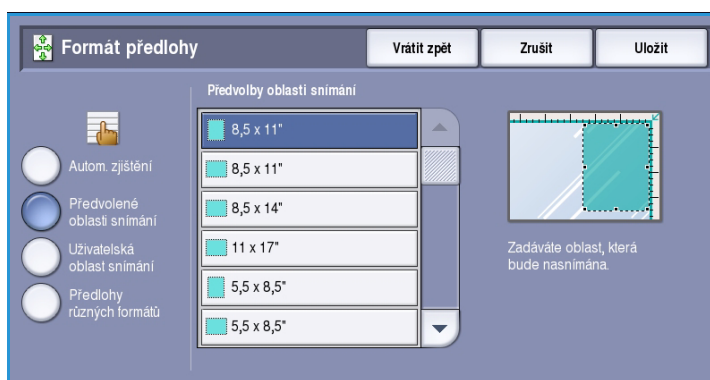 Formát předlohy
Vrátit zpět
Zrušit
Uložit
Předvolby oblasti snímání
Autom. zjištění
Předvolené
oblasti snímání
Uživatelská
oblast snímání
Předlohy
různých formátů
8,5 x 11"
8,5 x 11"
8,5 x 14"
11 x 17"
5,5 x 8,5"
5,5 x 8,5"
Zadáváte oblast, která
bude nasnímána.